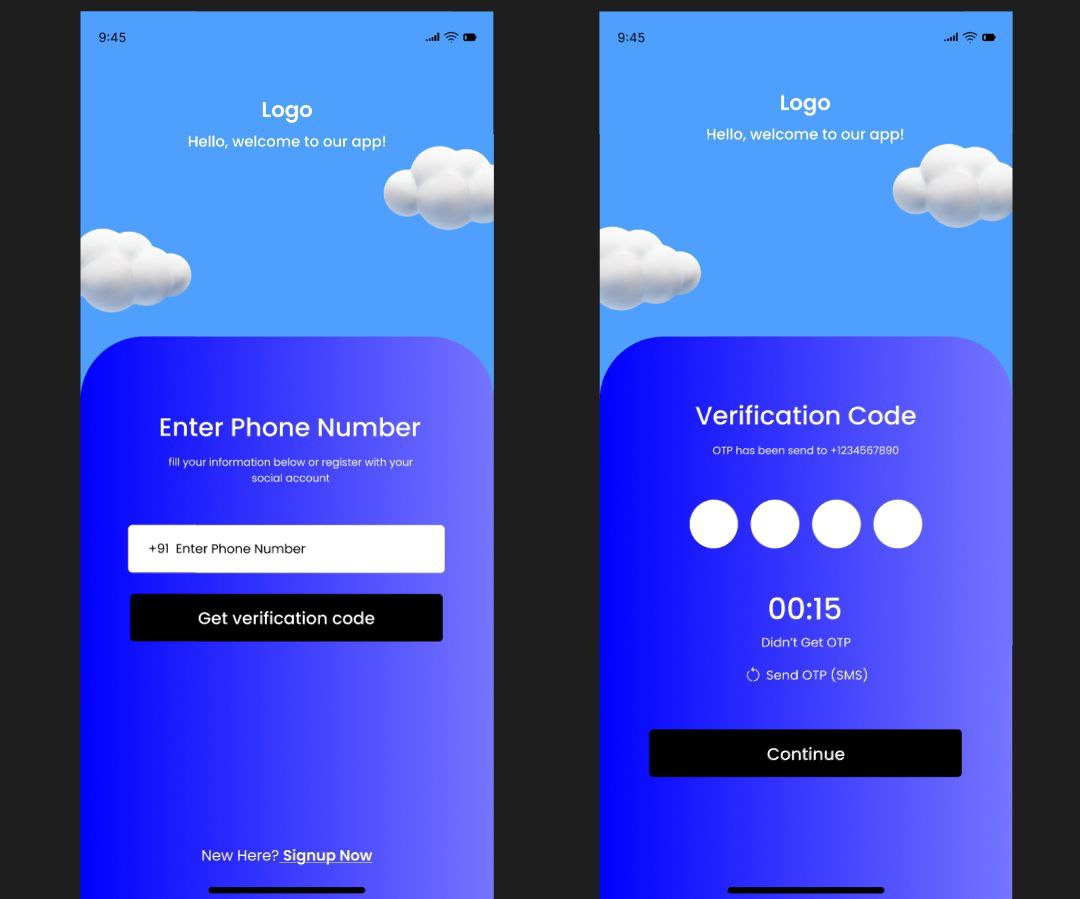 9:45
Logo
Hello, welcome to our app!
Enter Phone Number
fill your information below or register with your
social account
+91 Enter Phone Number
Get verification code
New Here? Signup Now
9:45
Logo
Hello, welcome to our app!
Verification Code
OTP has been send to +1234567890
00:15
Didn't Get OTP
Send OTP (SMS)
Continue